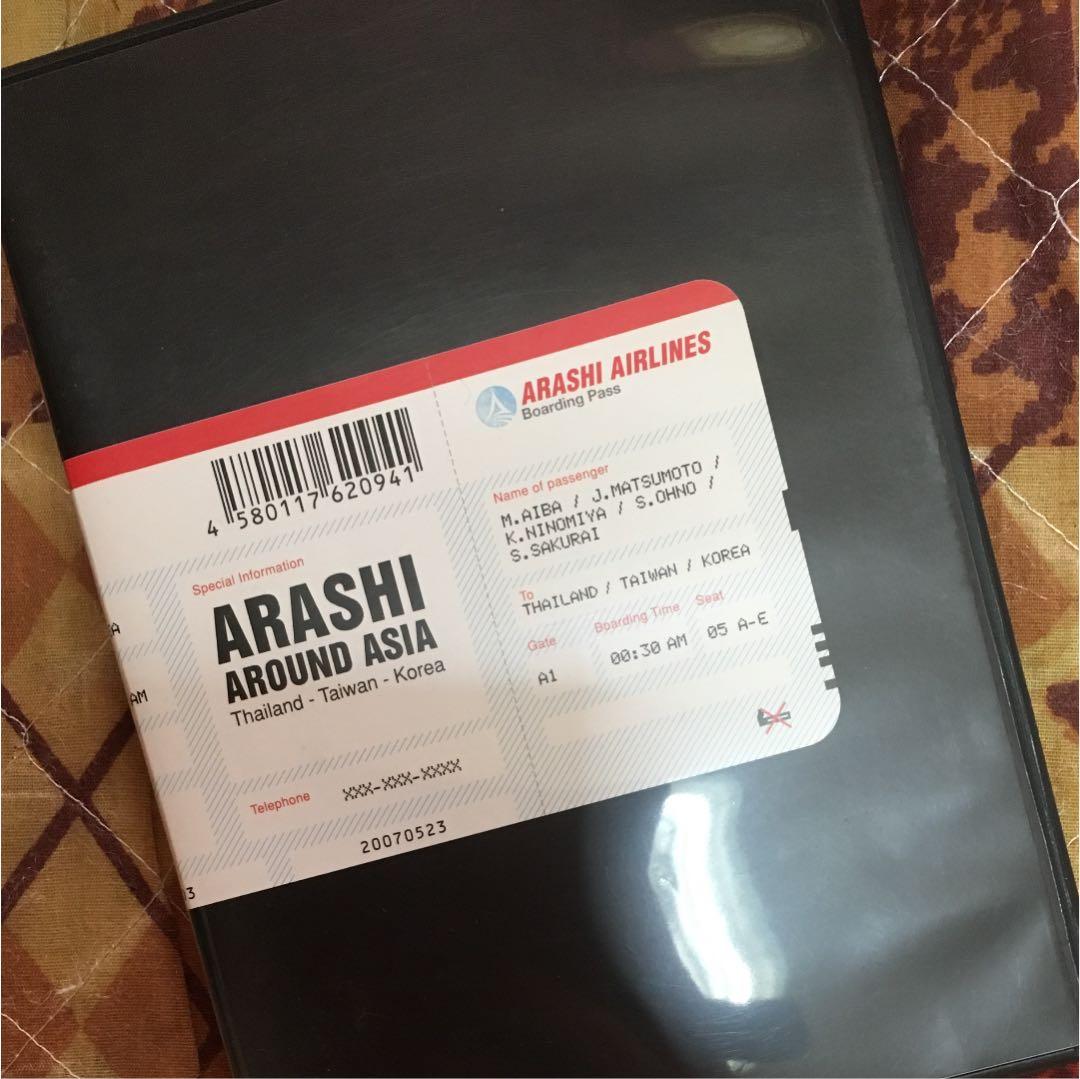 4 580117 620941
Special Information
ARASHI
AROUND ASIA
Thailand - Taiwan - Korea
Telephone XXX-XXX-XXXX
20070523
ARASHI AIRLINES
Boarding Pass
Name of passenger
M.AIBA / J.MATSUMOTO /
K.NINOMIYA / S.OHNO /
S.SAKURAI
To
THAILAND / TAIWAN / KOREA
Gate Boarding Time Seat
A1 00:30 AM 05 A-E
A
AM
3